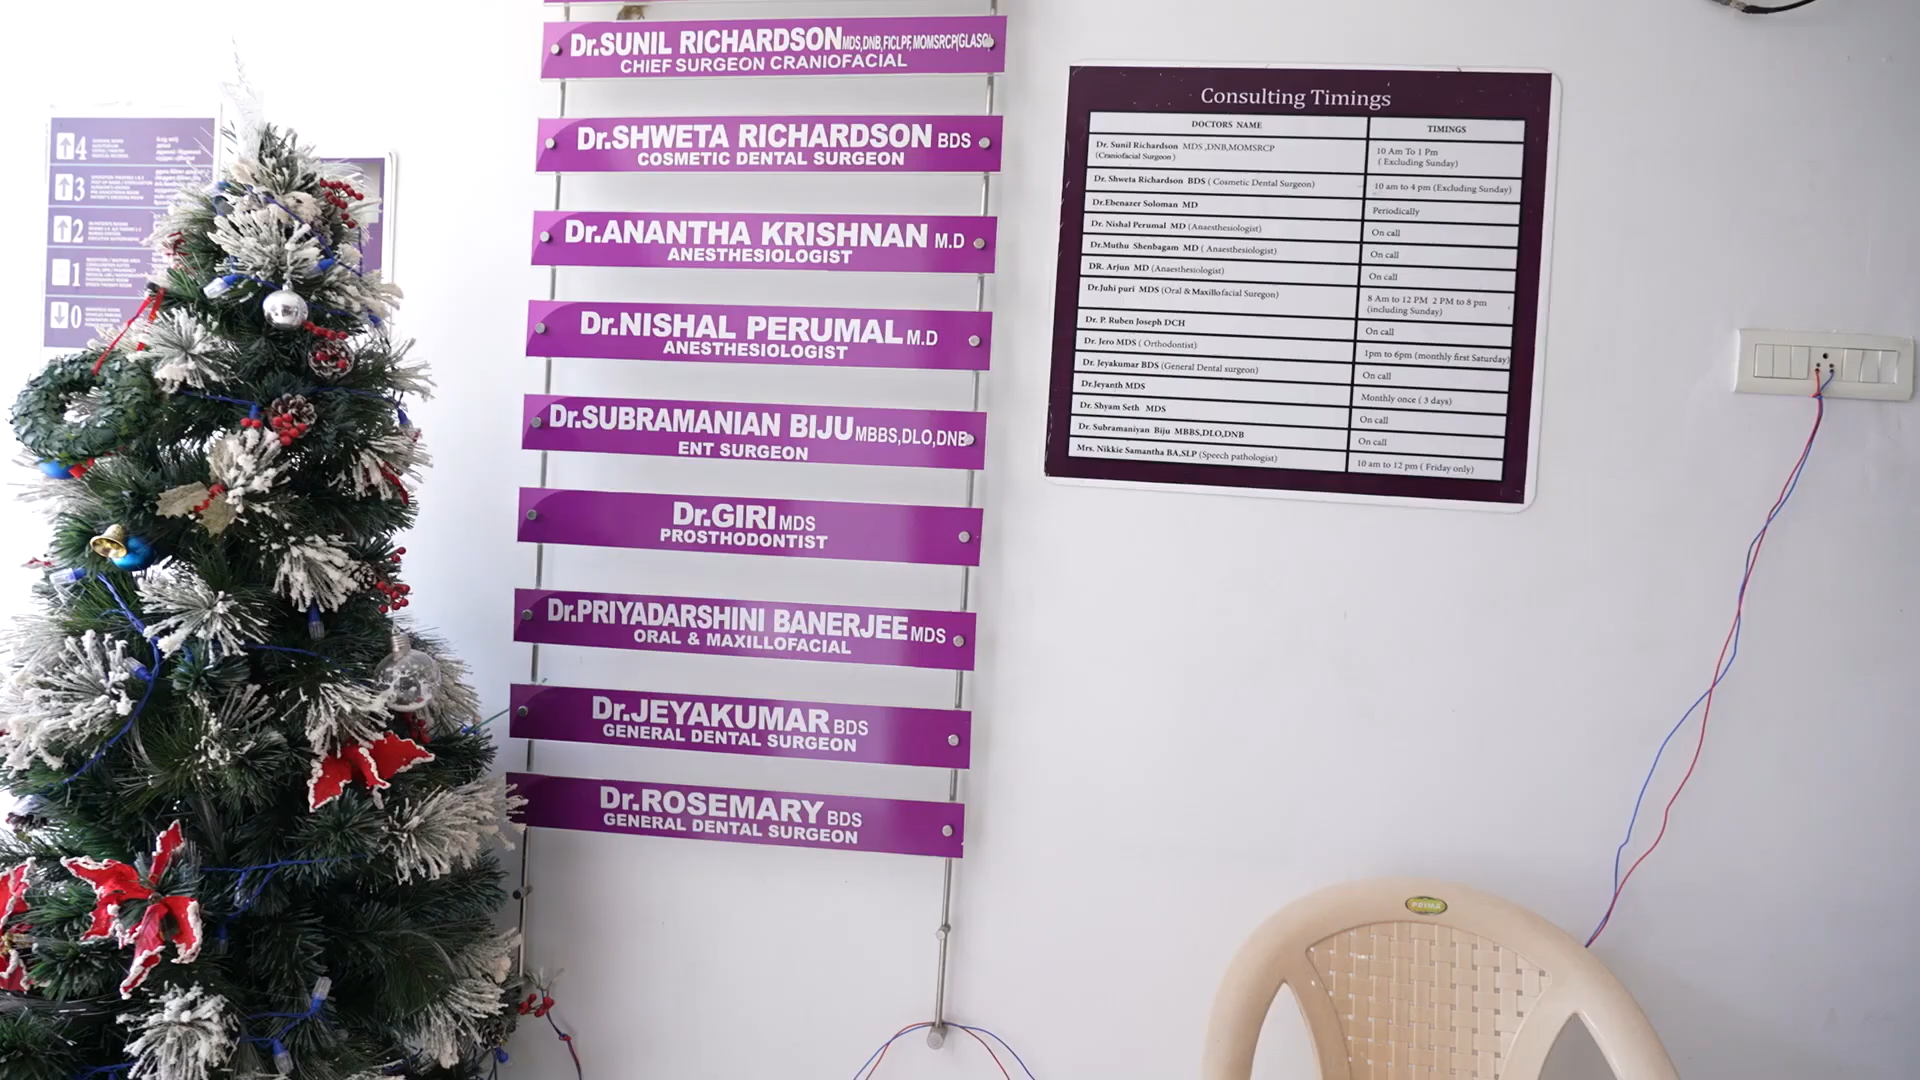 4
3
2
1
0
Dr.SUNIL RICHARDSON MDS,DNB,FICLPF,MOMSRCP(GLASG)
CHIEF SURGEON CRANIOFACIAL
Dr.SHWETA RICHARDSON BDS
COSMETIC DENTAL SURGEON
Dr.ANANTHA KRISHNAN M.D
ANESTHESIOLOGIST
Dr.NISHAL PERUMAL M.D
ANESTHESIOLOGIST
Dr.SUBRAMANIAN BIJU MBBS,DLO,DNB
ENT SURGEON
Dr.GIRI MDS
PROSTHODONTIST
Dr.PRIYADARSHINI BANERJEE MDS
ORAL & MAXILLOFACIAL
Dr.JEYAKUMAR BDS
GENERAL DENTAL SURGEON
Dr.ROSEMARY BDS
GENERAL DENTAL SURGEON
Consulting Timings
DOCTORS NAME TIMINGS
Dr. Sunil Richardson MDS ,DNB,MOMSRCP
(Craniofacial Surgeon )
10 Am To 1 Pm
( Excluding Sunday)
Dr. Shweta Richardson BDS ( Cosmetic Dental Surgeon) 10 am to 4 pm (Excluding Sunday)
Dr.Ebenazer Soloman MD Periodically
Dr. Nishal Perumal MD (Anaesthesiologist) On call
Dr.Muthu Shenbagam MD ( Anaesthesiologist) On call
DR. Arjun MD (Anaesthesiologist) On call
Dr.Juhi puri MDS (Oral & Maxillofacial Suregon) 8 Am to 12 PM 2 PM to 8 pm
(including Sunday)
Dr. P. Ruben Joseph DCH On call
Dr. Jero MDS ( Orthodontist) 1pm to 6pm (monthly first Saturday)
Dr. Jeyakumar BDS (General Dental surgeon) On call
Dr.Jeyanth MDS Monthly once ( 3 days)
Dr. Shyam Seth MDS On call
Dr. Subramaniyan Biju MBBS,DLO,DNB On call
Mrs. Nikkie Samantha BA,SLP (Speech pathologist) 10 am to 12 pm ( Friday only)
PRIMA